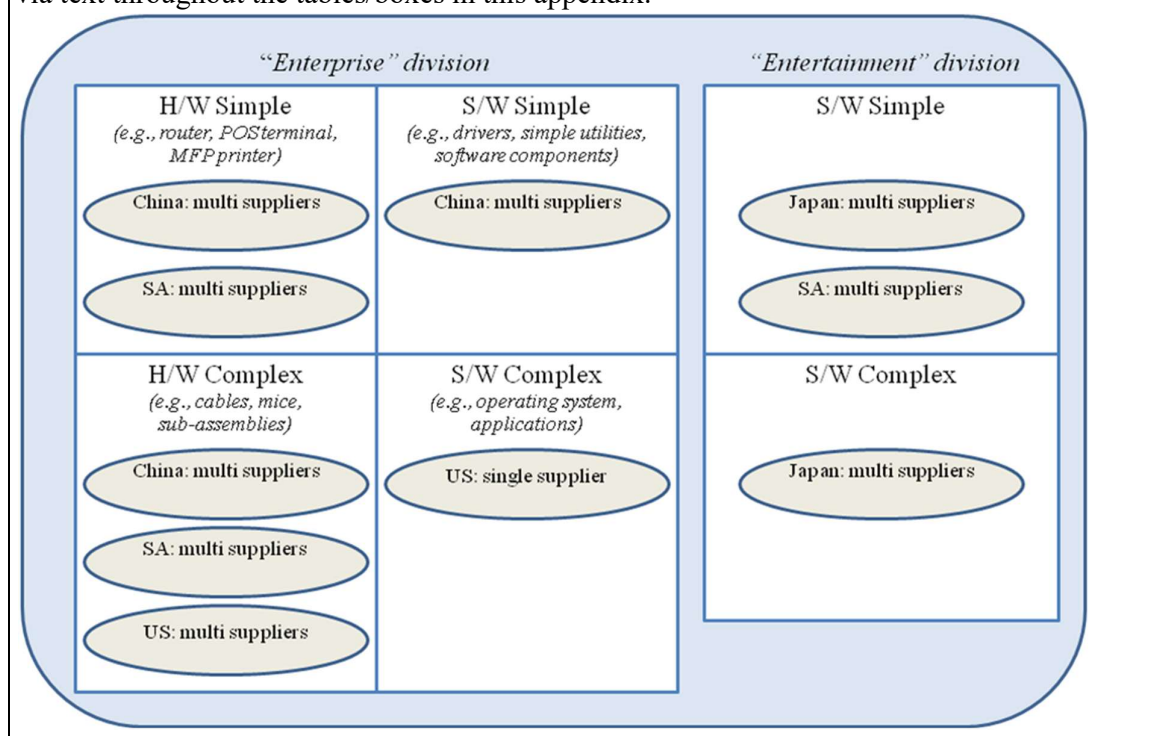 via text throughout the tables/boxes in this appendix.
“Enterprise” division
“Entertainment” division
H/W Simple
(e.g., router, POS terminal,
MFP printer)
China: multi suppliers
SA: multi suppliers
S/W Simple
(e.g., drivers, simple utilities,
software components)
China: multi suppliers
S/W Simple
Japan: multi suppliers
SA: multi suppliers
H/W Complex
(e.g., cables, mice,
sub-assemblies)
China: multi suppliers
SA: multi suppliers
US: multi suppliers
S/W Complex
(e.g., operating system,
applications)
US: single supplier
S/W Complex
Japan: multi suppliers